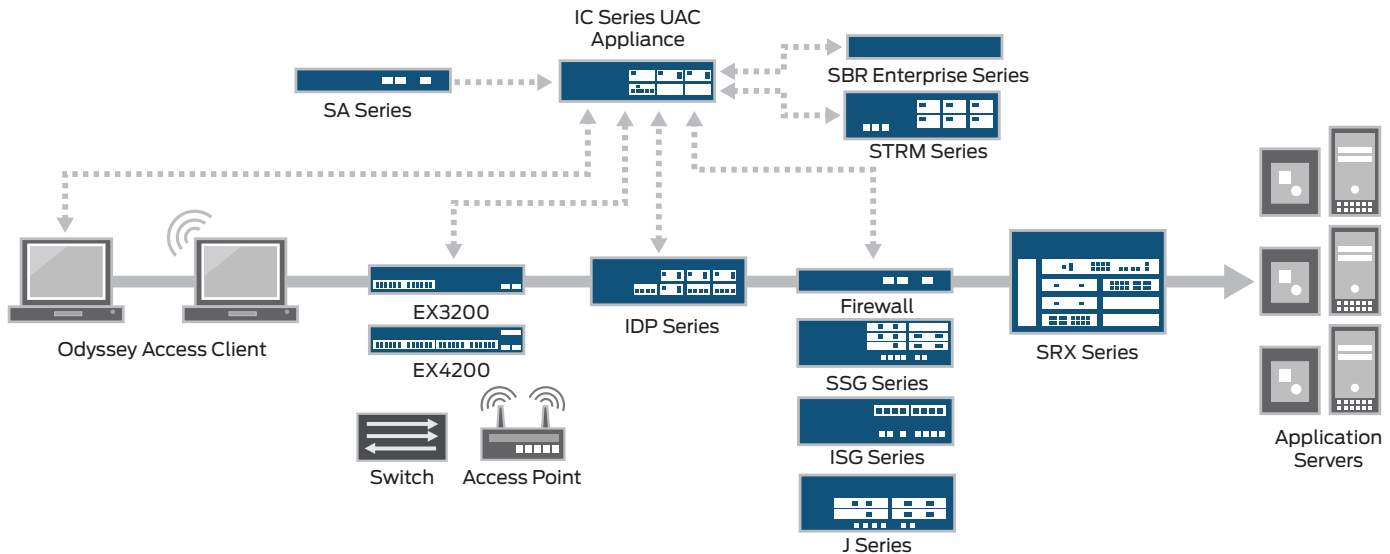 IC Series UAC
Appliance
SA Series
SBR Enterprise Series
STRM Series
Odyssey Access Client
EX3200
EX4200
Switch
Access Point
IDP Series
Firewall
SSG Series
ISG Series
J Series
SRX Series
Application
Servers